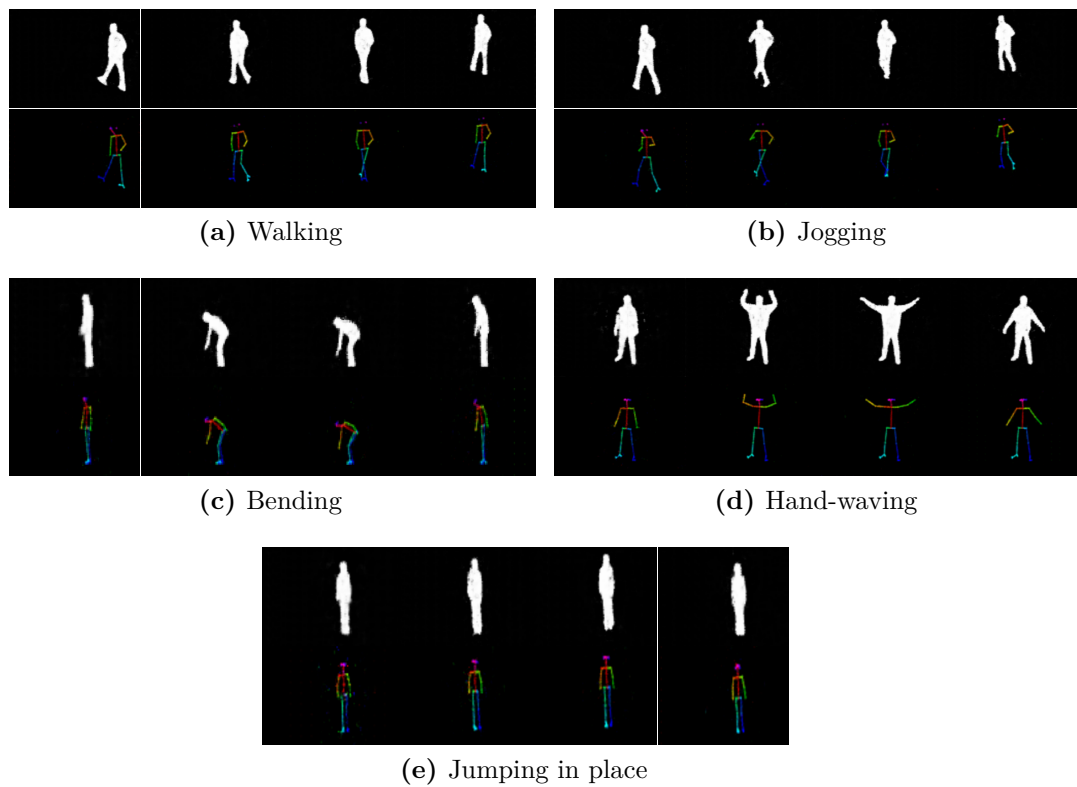 (a) Walking
(b) Jogging
(c) Bending
(d) Hand-waving
(e) Jumping in place